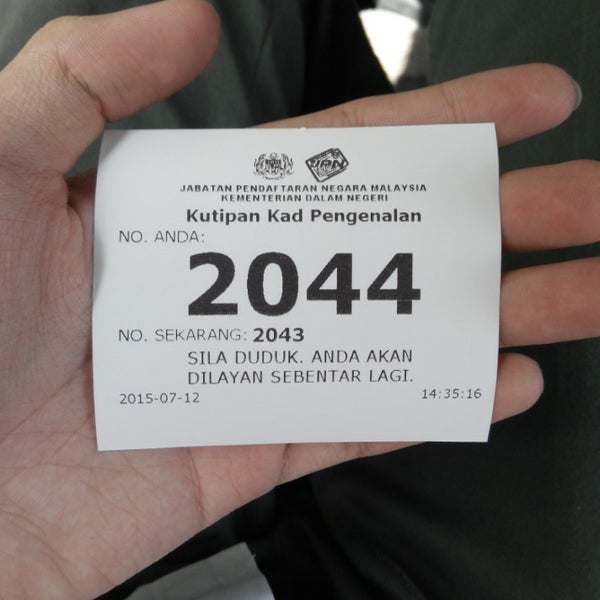 JPN
JABATAN PENDAFTARAN NEGARA MALAYSIA
KEMENTERIAN DALAM NEGERI
Kutipan Kad Pengenalan
NO. ANDA:
2044
NO. SEKARANG: 2043
SILA DUDUK. ANDA AKAN
DILAYAN SEBENTAR LAGI.
2015-07-12 14:35:16